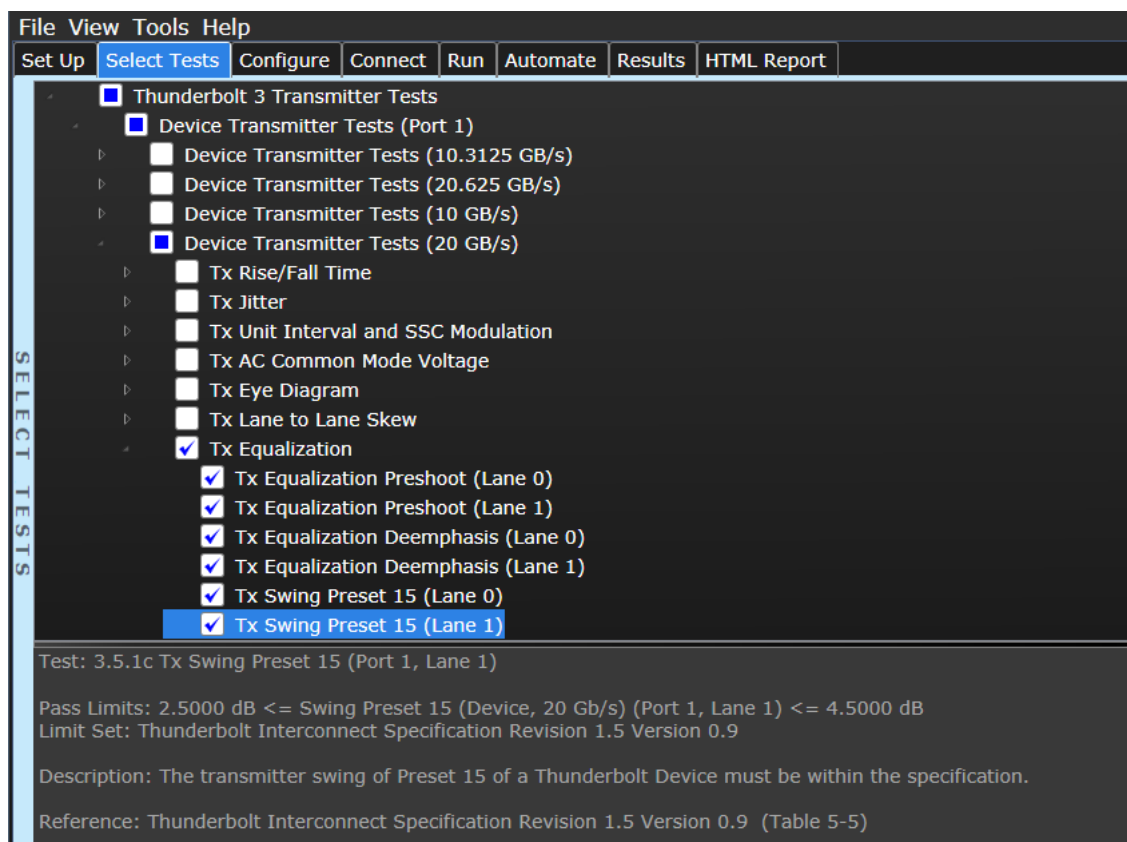 File View Tools Help
Set Up Select Tests Configure Connect Run Automate Results HTML Report
Thunderbolt 3 Transmitter Tests
Device Transmitter Tests (Port 1)
Device Transmitter Tests (10.3125 GB/s)
Device Transmitter Tests (20.625 GB/s)
Device Transmitter Tests (10 GB/s)
Device Transmitter Tests (20 GB/s)
Tx Rise/Fall Time
Tx Jitter
Tx Unit Interval and SSC Modulation
Tx AC Common Mode Voltage
Tx Eye Diagram
Tx Lane to Lane Skew
Tx Equalization
Tx Equalization Preshoot (Lane 0)
Tx Equalization Preshoot (Lane 1)
Tx Equalization Deemphasis (Lane 0)
Tx Equalization Deemphasis (Lane 1)
Tx Swing Preset 15 (Lane 0)
Tx Swing Preset 15 (Lane 1)
SELECT TESTS
Test: 3.5.1c Tx Swing Preset 15 (Port 1, Lane 1)
Pass Limits: 2.5000 dB <= Swing Preset 15 (Device, 20 Gb/s) (Port 1, Lane 1) <= 4.5000 dB
Limit Set: Thunderbolt Interconnect Specification Revision 1.5 Version 0.9
Description: The transmitter swing of Preset 15 of a Thunderbolt Device must be within the specification.
Reference: Thunderbolt Interconnect Specification Revision 1.5 Version 0.9 (Table 5-5)